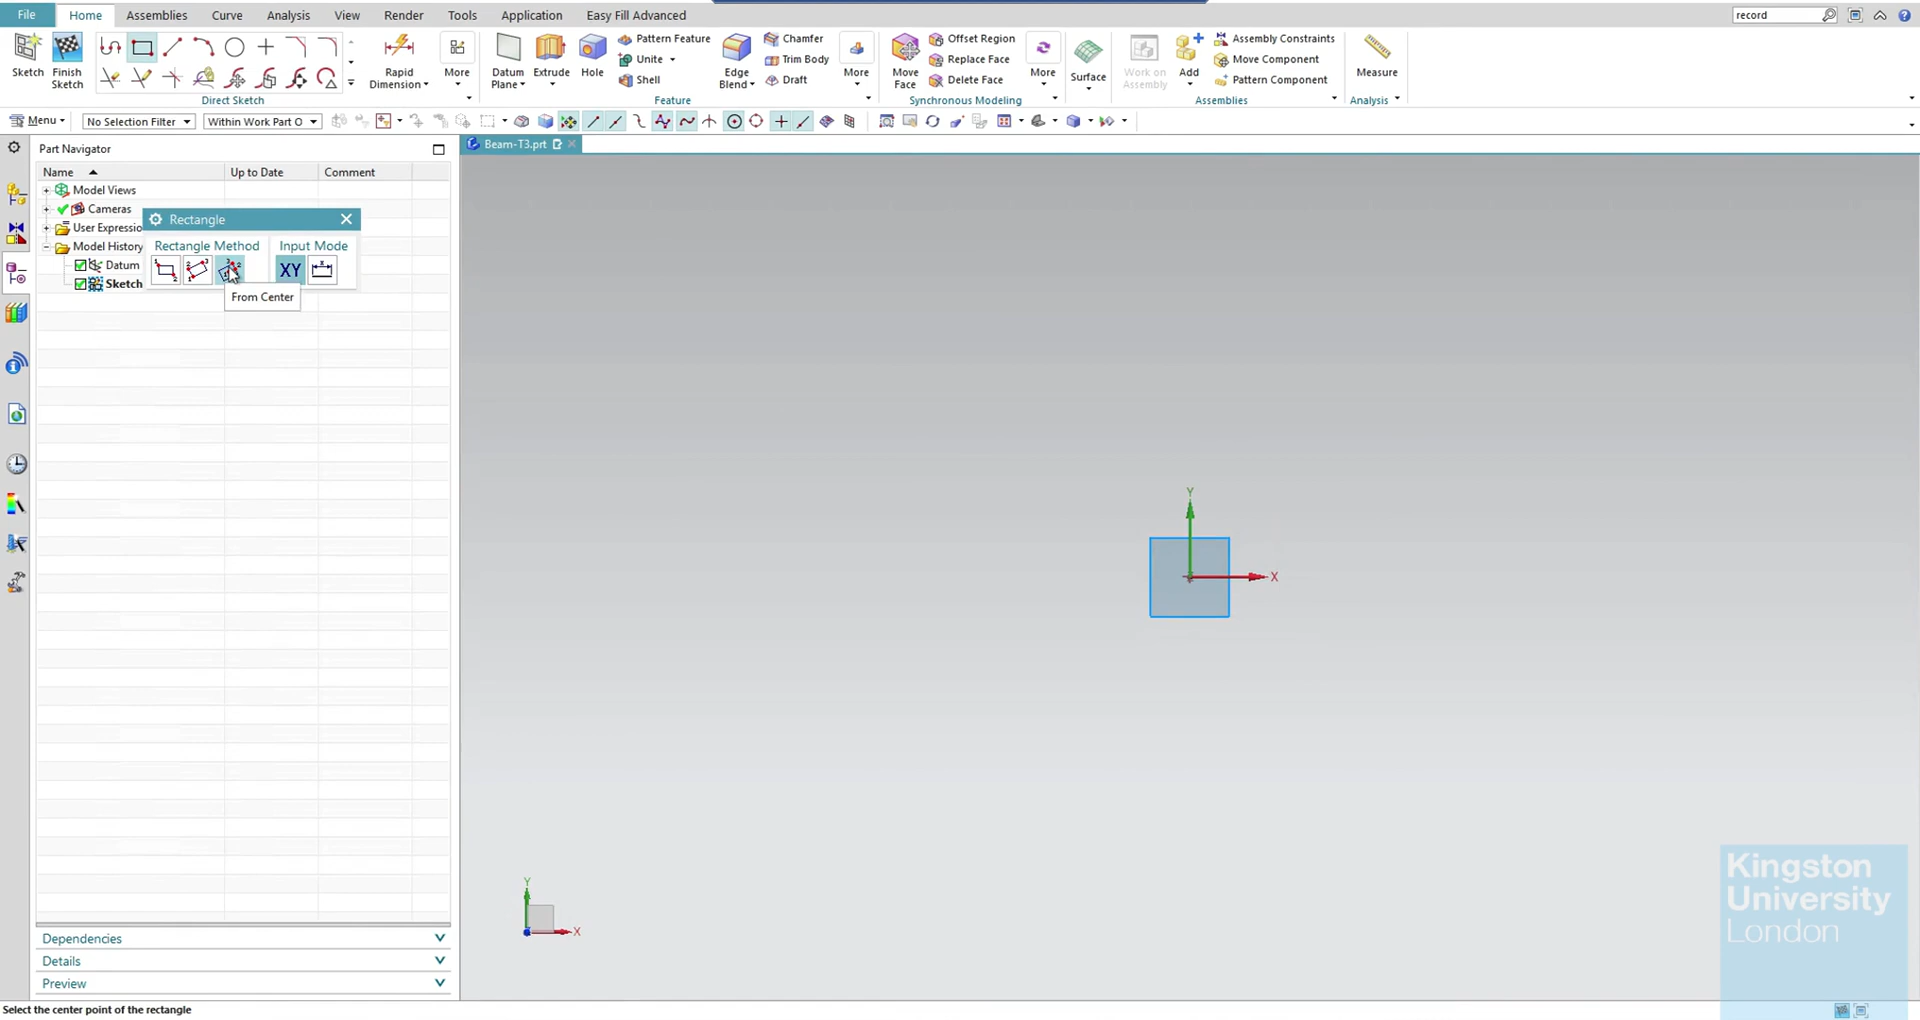 File Home Assemblies Curve Analysis View Render Tools Application Easy Fill Advanced record
Sketch Finish Sketch Rapid Dimension More Datum Plane Extrude Hole Pattern Feature Unite Shell Edge Blend Chamfer Trim Body Draft More Move Face Offset Region Replace Face Delete Face More Surface Work on Assembly Add Assembly Constraints Move Component Pattern Component Measure
Direct Sketch Feature Synchronous Modeling Assemblies Analysis
Menu No Selection Filter Within Work Part O
Part Navigator
Beam-T3.prt
Name Up to Date Comment
Model Views
Cameras
User Expressio
Model History
Datum
Sketch
Rectangle
Rectangle Method Input Mode
XY
From Center
Y
X
Y
X
Dependencies
Details
Preview
Select the center point of the rectangle
Kingston
University
London